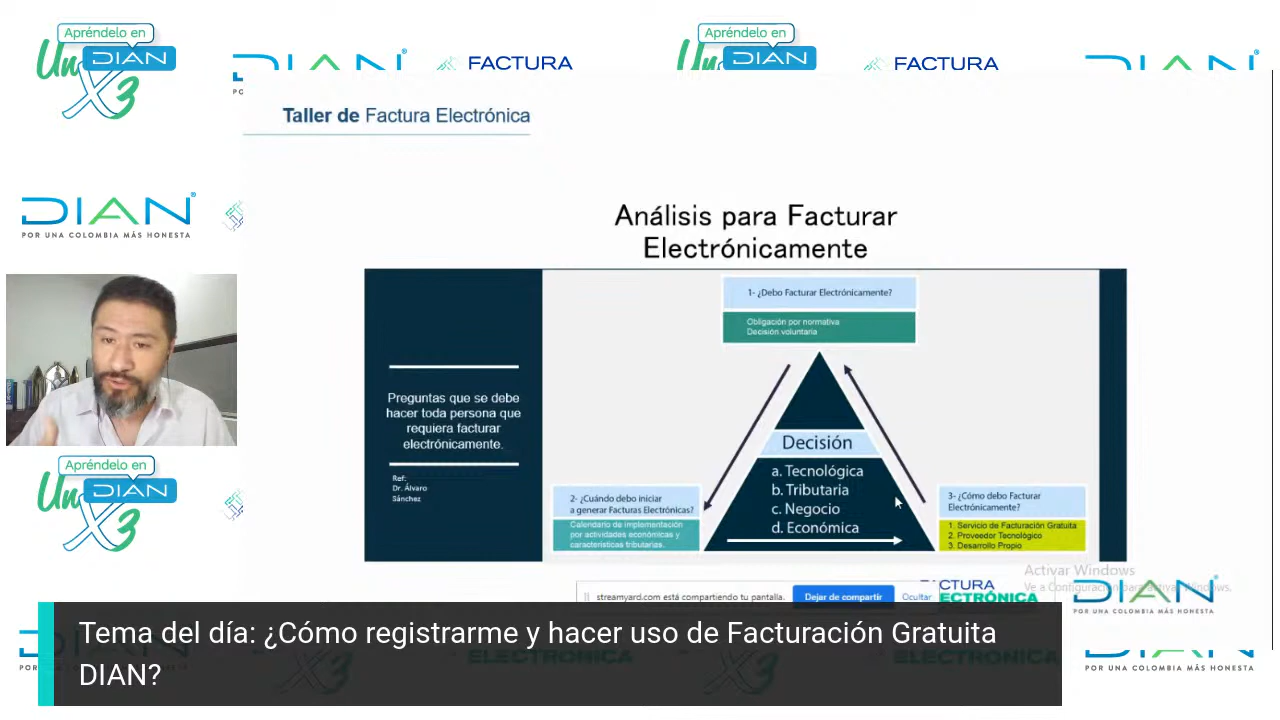 Apréndelo en
Un DIAN
X3
DIAN
FACTURA
Apréndelo en
Un DIAN
FACTURA
DIAN
Taller de Factura Electrónica
DIAN
POR UNA COLOMBIA MÁS HONESTA
Análisis para Facturar
Electrónicamente
1- ¿Debo Facturar Electrónicamente?
Obligación por normativa
Decisión voluntaria
Preguntas que se debe
hacer toda persona que
requiera facturar
electrónicamente.
Ref.
Dr. Álvaro
Sánchez
Decisión
a. Tecnológica
b. Tributaria
c. Negocio
d. Económica
2- ¿Cuándo debo iniciar
a generar Facturas Electrónicas?
Calendario de implementación
por actividades económicas y
características tributarias.
3- ¿Cómo debo Facturar
Electrónicamente?
1. Servicio de Facturación Gratuita
2. Proveedor Tecnológico
3. Desarrollo Propio
Apréndelo en
Un DIAN
X3
Activar Windows
Ve a Configuración para activar Windows.
streamyard.com está compartiendo tu pantalla.
Dejar de compartir
Ocultar
DIAN
POR UNA COLOMBIA MÁS HONESTA
Tema del día: ¿Cómo registrarme y hacer uso de Facturación Gratuita
DIAN?
ELECTRÓNICA
POR UNA COLOMBIA MÁS HONESTA